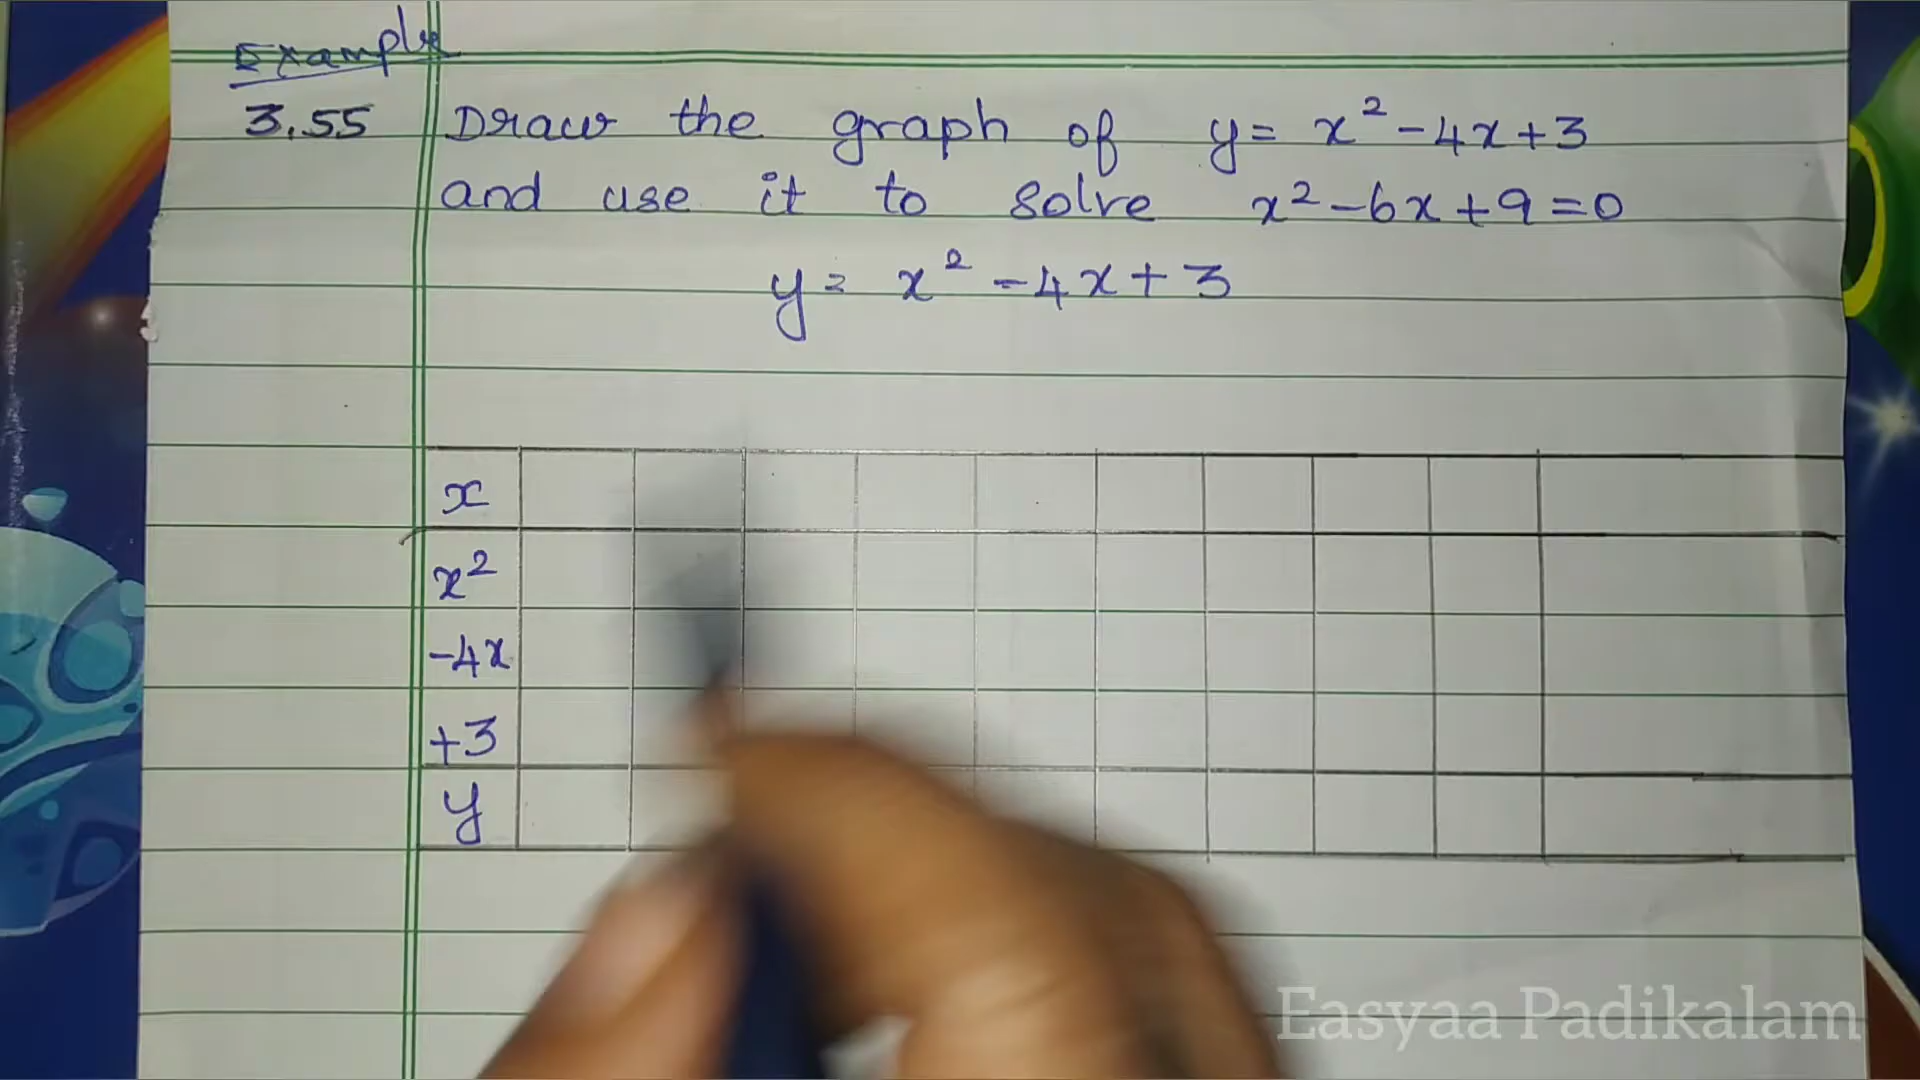 Example
3.55 Draw the graph of y = x² - 4x + 3
and use it to solve x² - 6x + 9 = 0
y = x² - 4x + 3
x
x²
-4x
+3
y
Easyaa Padikalam